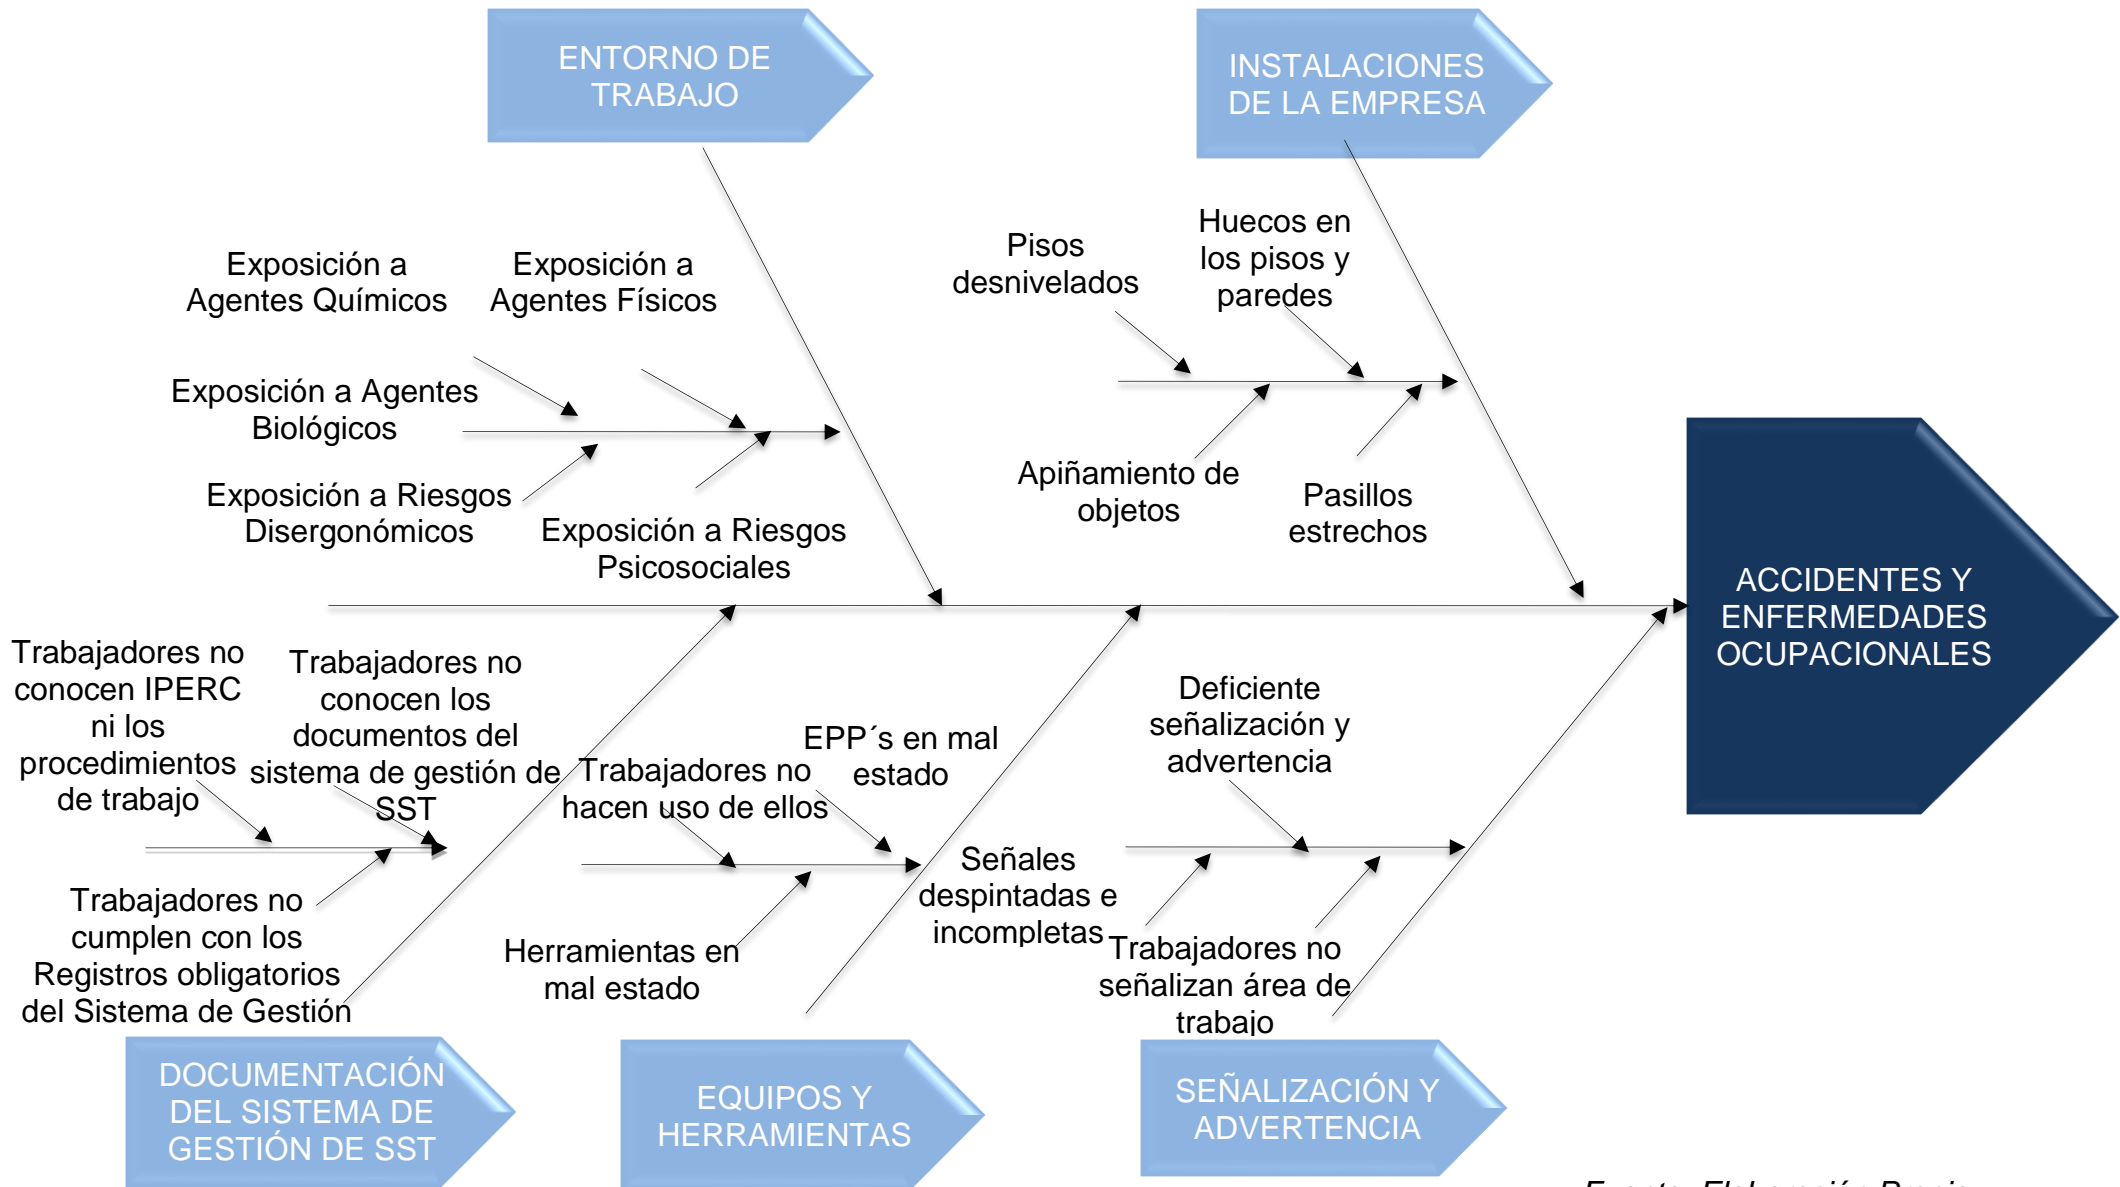 ENTORNO DE
TRABAJO
INSTALACIONES
DE LA EMPRESA
Exposición a
Agentes Químicos
Exposición a
Agentes Físicos
Pisos
desnivelados
Huecos en
los pisos y
paredes
Exposición a Agentes
Biológicos
Exposición a Riesgos
Disergonómicos
Exposición a Riesgos
Psicosociales
Apiñamiento de
objetos
Pasillos
estrechos
ACCIDENTES Y
ENFERMEDADES
OCUPACIONALES
Trabajadores no
conocen IPERC
ni los
procedimientos
de trabajo
Trabajadores no
conocen los
documentos del
sistema de gestión de
SST
Trabajadores no
hacen uso de ellos
EPP´s en mal
estado
Deficiente
señalización y
advertencia
Trabajadores no
cumplen con los
Registros obligatorios
del Sistema de Gestión
Herramientas en
mal estado
Señales
despintadas e
incompletas
Trabajadores no
señalizan área de
trabajo
DOCUMENTACIÓN
DEL SISTEMA DE
GESTIÓN DE SST
EQUIPOS Y
HERRAMIENTAS
SEÑALIZACIÓN Y
ADVERTENCIA
Fuente: Elaboración Propia